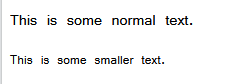 This is some normal text.
This is some smaller text.